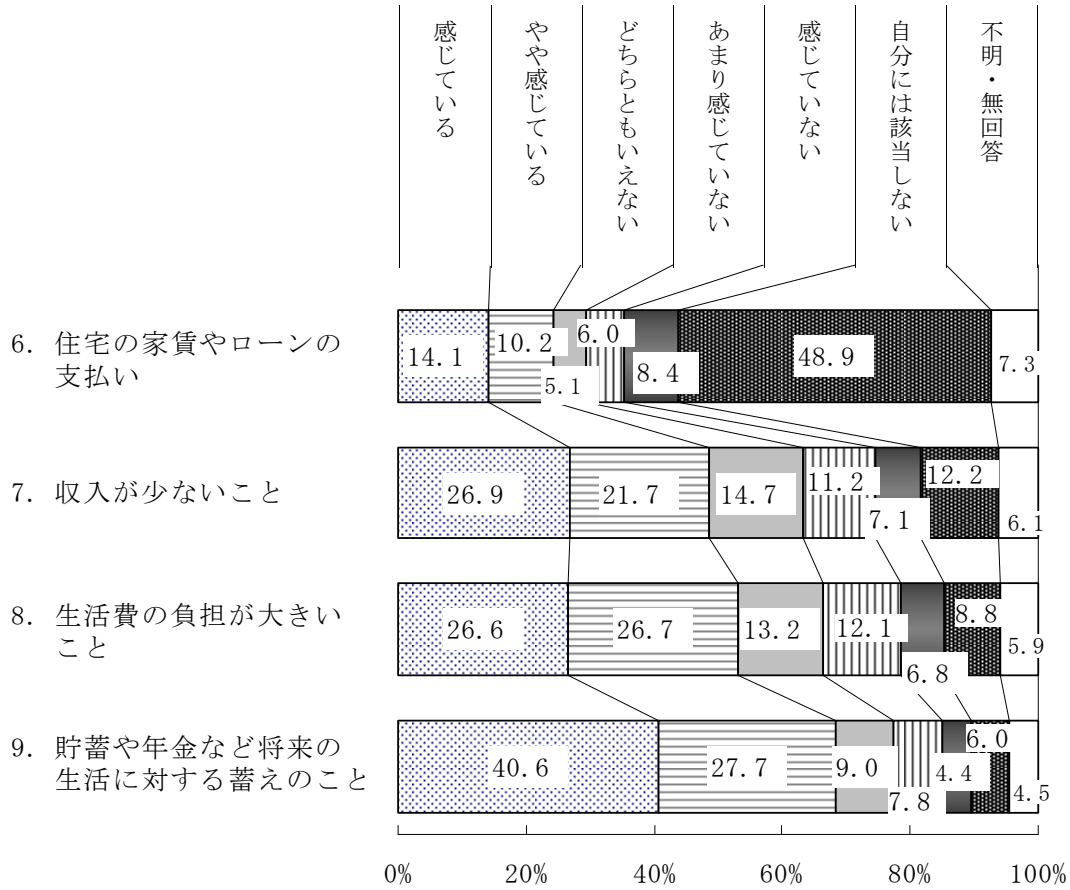 感じている
やや感じている
どちらともいえない
あまり感じていない
感じていない
自分には該当しない
不明・無回答
6. 住宅の家賃やローンの
支払い
14.1
10.2
5.1
6.0
8.4
48.9
7.3
7. 収入が少ないこと
26.9
21.7
14.7
11.2
7.1
12.2
6.1
8. 生活費の負担が大きい
こと
26.6
26.7
13.2
12.1
6.8
8.8
5.9
9. 貯蓄や年金など将来の
生活に対する蓄えのこと
40.6
27.7
9.0
7.8
4.4
6.0
4.5
0%
20%
40%
60%
80%
100%